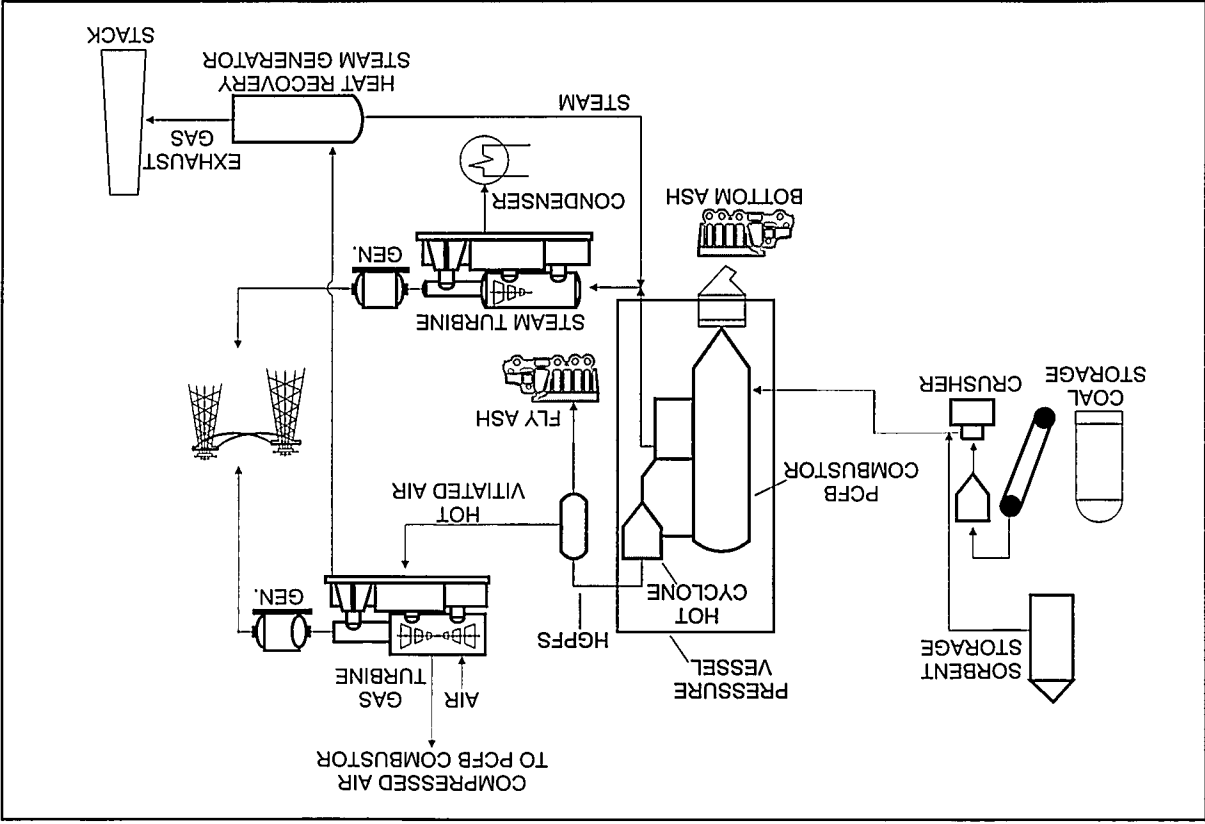 COMPRESSED AIR
TO PCFB COMBUSTOR
PRESSURE
VESSEL
AIR
GAS
TURBINE
SORBENT
STORAGE
HGPFS
HOT
CYCLONE
GEN.
HOT
VITIATED AIR
PCFB
COMBUSTOR
COAL
STORAGE
CRUSHER
FLY ASH
STEAM TURBINE
GEN.
BOTTOM ASH
CONDENSER
EXHAUST
GAS
STEAM
HEAT RECOVERY
STEAM GENERATOR
STACK